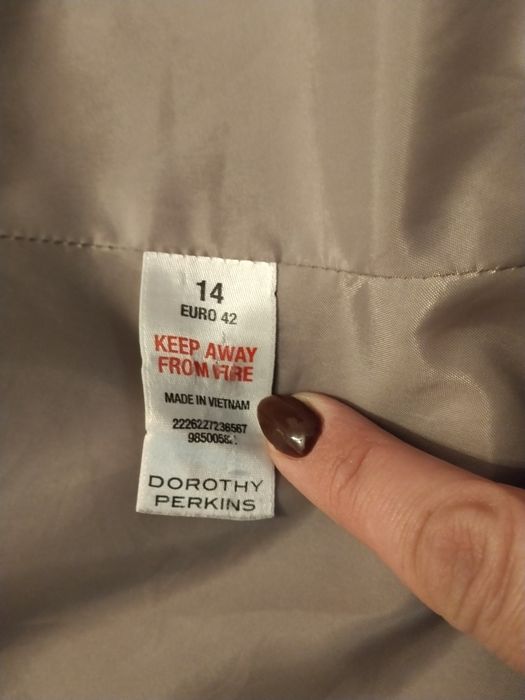 14
EURO 42
KEEP AWAY
FROM FIRE
MADE IN VIETNAM
DOROTHY
PERKINS